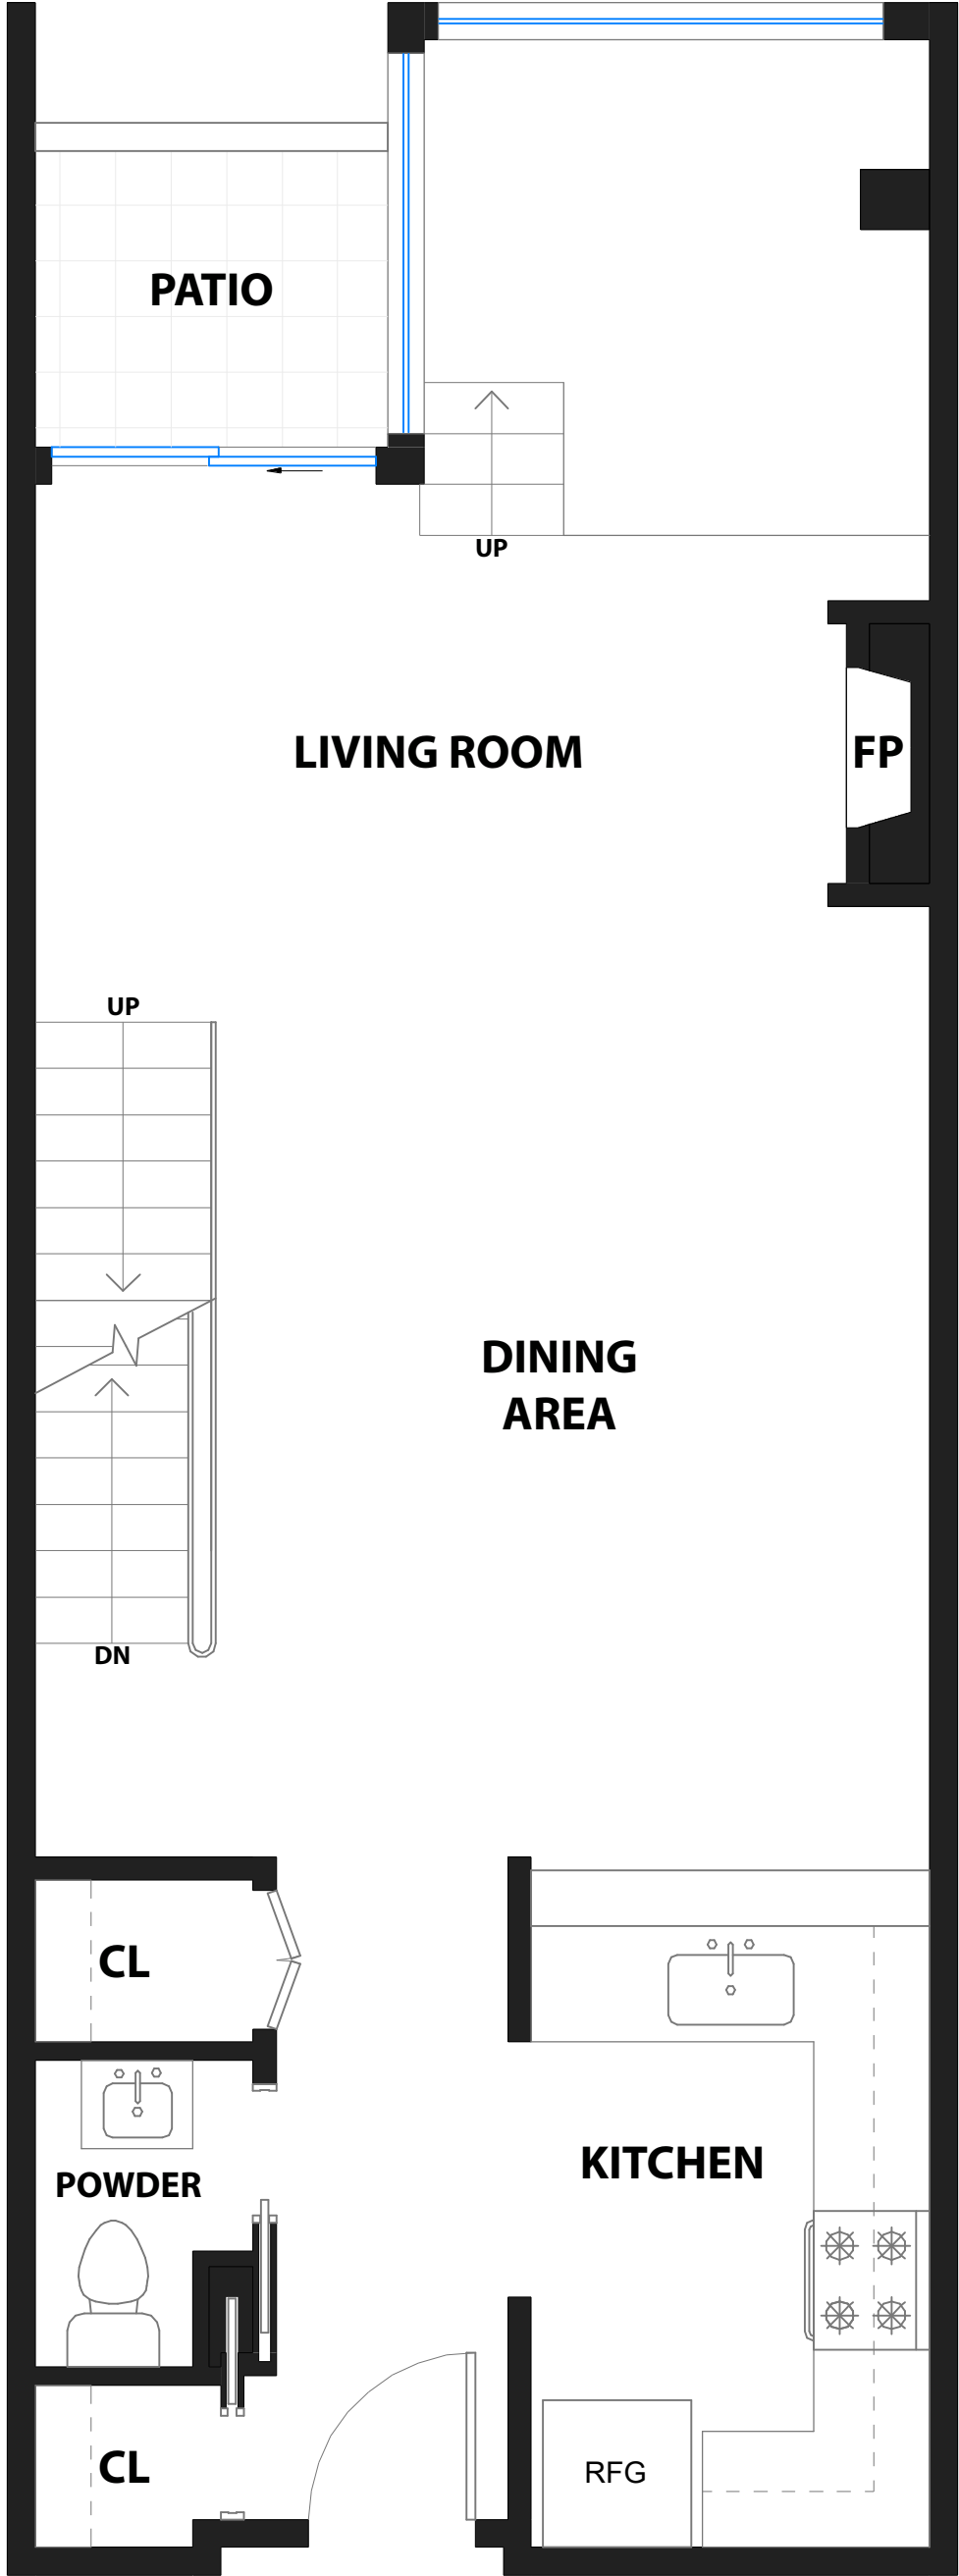 PATIO
UP
LIVING ROOM
FP
UP
DINING
AREA
DN
CL
KITCHEN
POWDER
CL
RFG